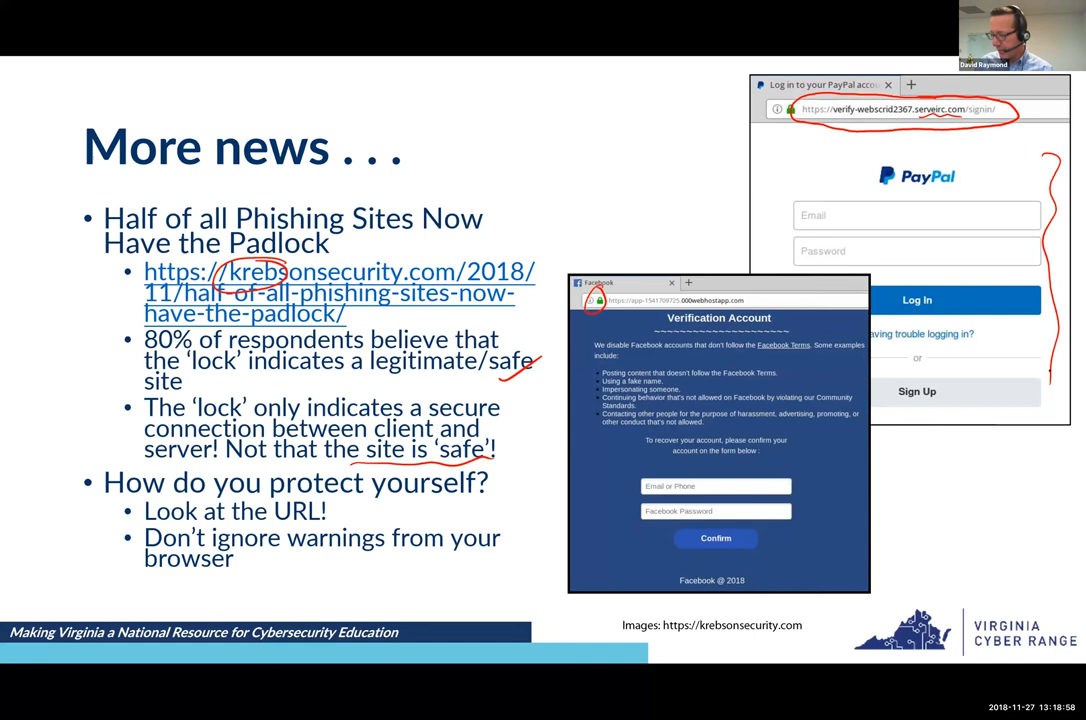 David Raymond
More news . . .
• Half of all Phishing Sites Now
Have the Padlock
• https://krebsonsecurity.com/2018/
11/half-of-all-phishing-sites-now-
have-the-padlock/
• 80% of respondents believe that
the ‘lock’ indicates a legitimate/safe
site
• The ‘lock’ only indicates a secure
connection between client and
server! Not that the site is ‘safe’!
• How do you protect yourself?
• Look at the URL!
• Don’t ignore warnings from your
browser
Log in to your PayPal accou
https://verify-webscrid2367.serveirc.com/signin/
PayPal
Email
Password
Log In
aving trouble logging in?
or
Sign Up
Facebook
https://app-1541709725.000webhostapp.com
Verification Account
~~~~~~~~~~~~~~~~~~~~~
We disable Facebook accounts that don't follow the Facebook Terms. Some examples
include:
• Posting content that doesn't follow the Facebook Terms.
• Using a fake name.
• Impersonating someone.
• Continuing behavior that's not allowed on Facebook by violating our Community
Standards.
• Contacting other people for the purpose of harassment, advertising, promoting, or
other conduct that's not allowed.
To recover your account, please confirm your
account on the form below :
Email or Phone
Facebook Password
Confirm
Facebook @ 2018
Images: https://krebsonsecurity.com
Making Virginia a National Resource for Cybersecurity Education
VIRGINIA
CYBER RANGE
2018-11-27 13:18:58